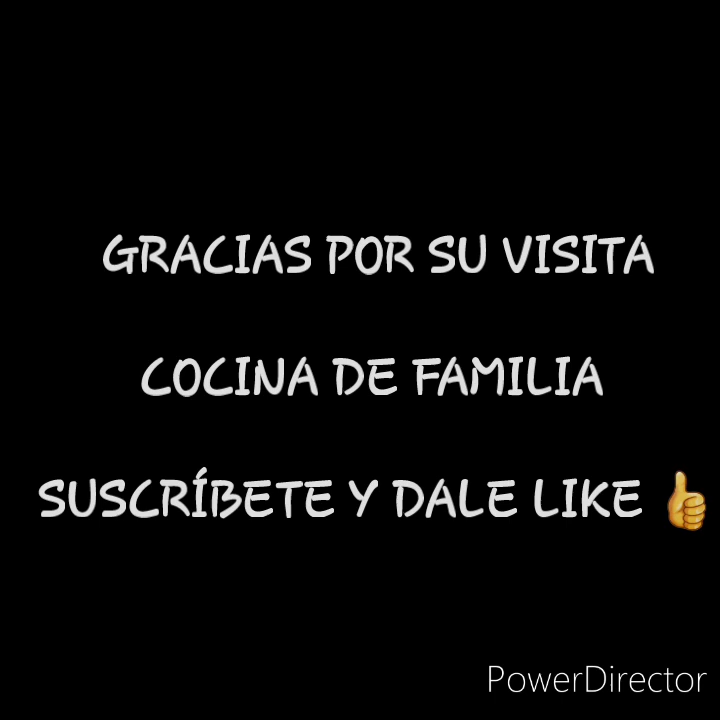 GRACIAS POR SU VISITA
COCINA DE FAMILIA
SUSCRÍBETE Y DALE LIKE 👍
PowerDirector